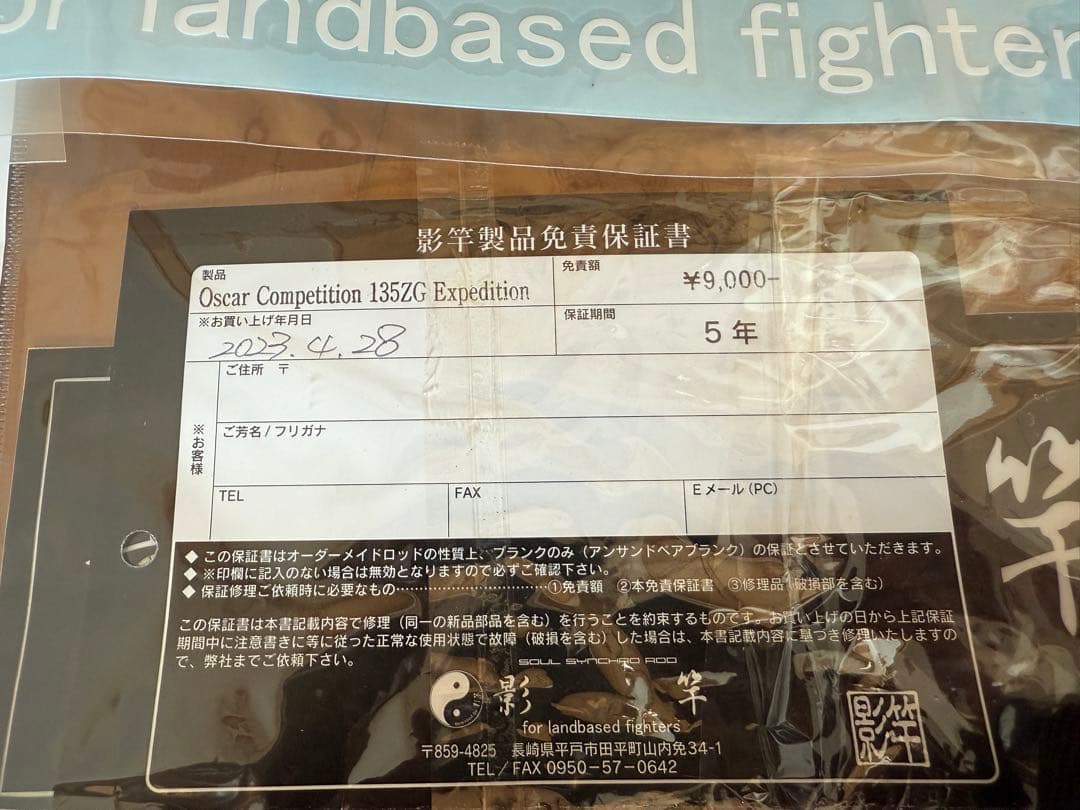 or landbased fighter
影竿製品免責保証書
製品
Oscar Competition 135ZG Expedition
免責額
¥9,000-
※お買い上げ年月日
2023.4.28
保証期間
5年
ご住所 〒
※お客様
ご芳名/フリガナ
TEL
FAX
Eメール(PC)
◆ この保証書はオーダーメイドロッドの性質上、ブランクのみ(アンサンドベアブランク)の保証とさせていただきます。
◆ ※印欄に記入のない場合は無効となりますので必ずご確認下さい。
◆ 保証修理ご依頼時に必要なもの……………………①免責額 ②本免責保証書 ③修理品(破損部を含む)
この保証書は本書記載内容で修理(同一の新品部品を含む)を行うことを約束するものです。お買い上げの日から上記保証
期間中に注意書きに等に従った正常な使用状態で故障(破損を含む)した場合は、本書記載内容に基づき修理いたしますの
で、弊社までご依頼下さい。
SOUL SYNCHRO ROD
影竿
for landbased fighters
〒859-4825 長崎県平戸市田平町山内免34-1
TEL/FAX 0950-57-0642
影竿
竿